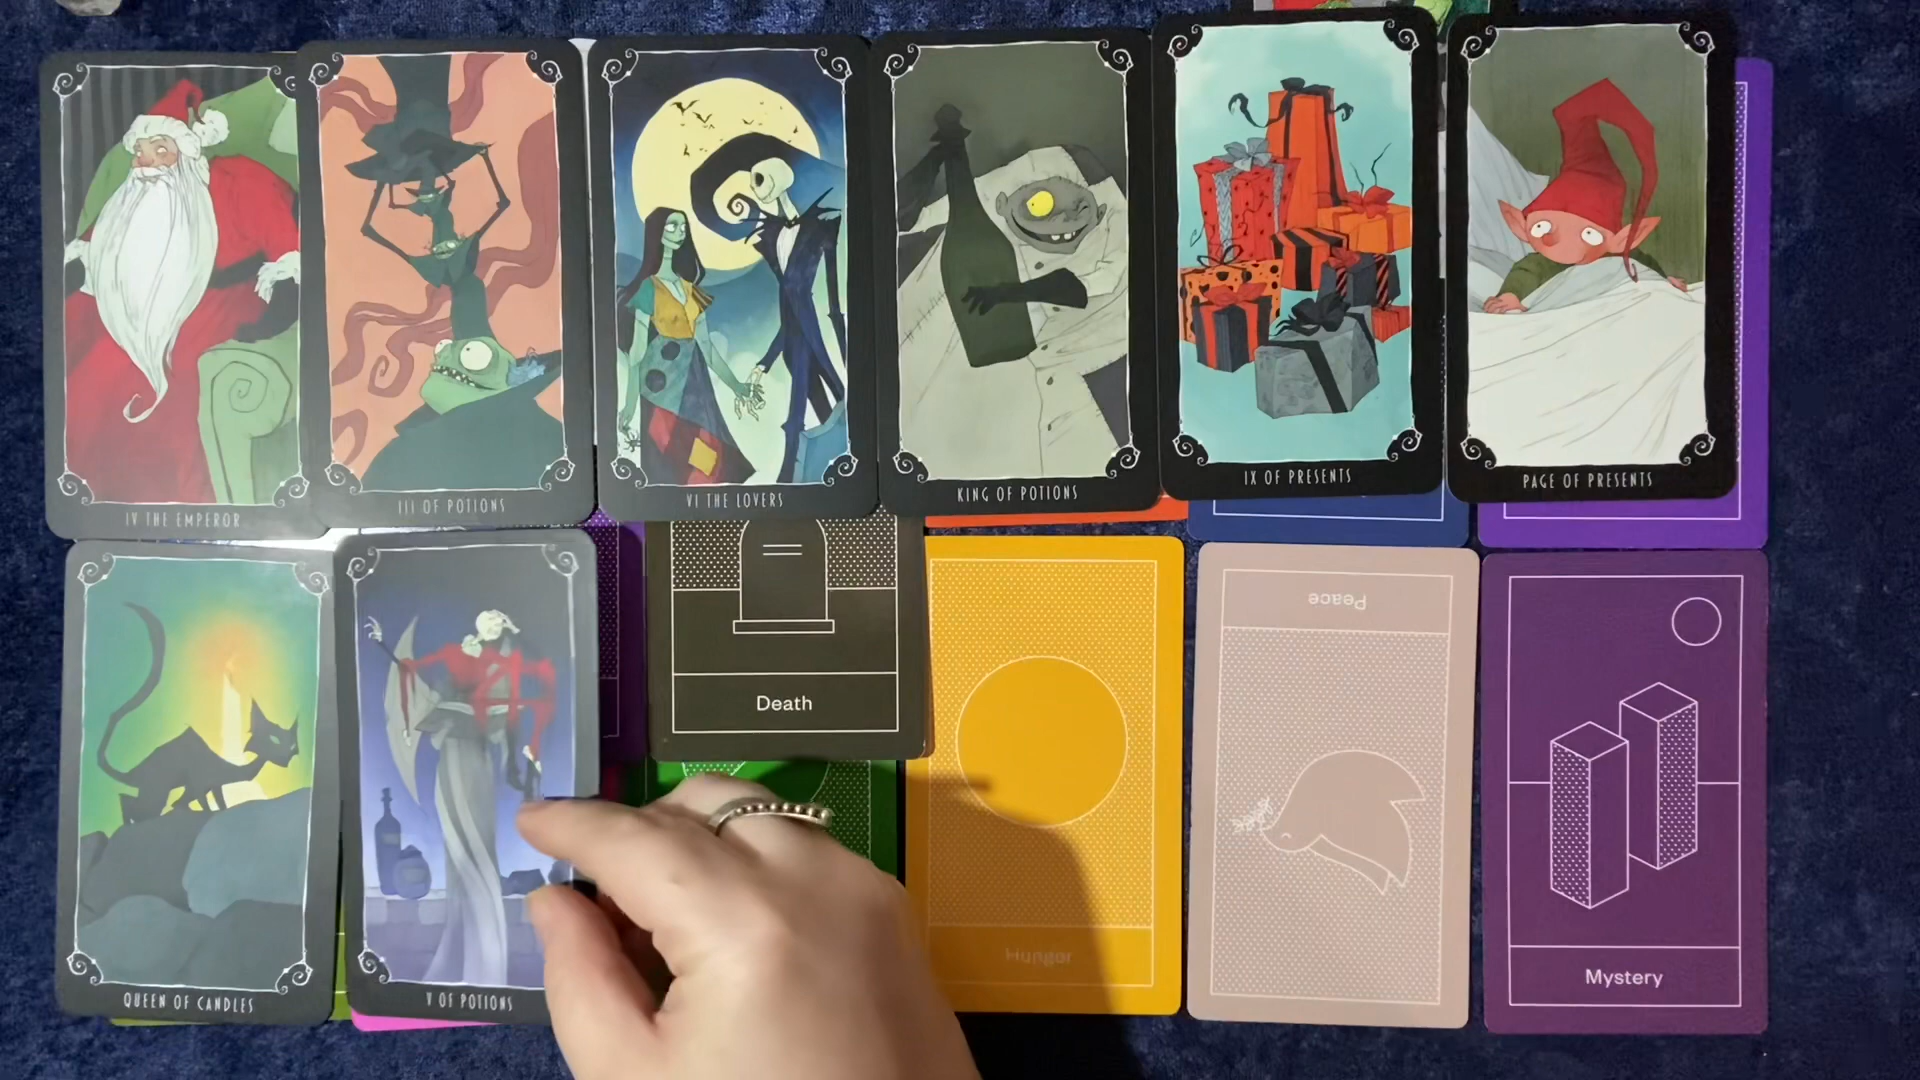 IV THE EMPEROR
III OF POTIONS
VI THE LOVERS
KING OF POTIONS
IX OF PRESENTS
PAGE OF PRESENTS
QUEEN OF CANDLES
V OF POTIONS
Death
Hunger
Peace
Mystery